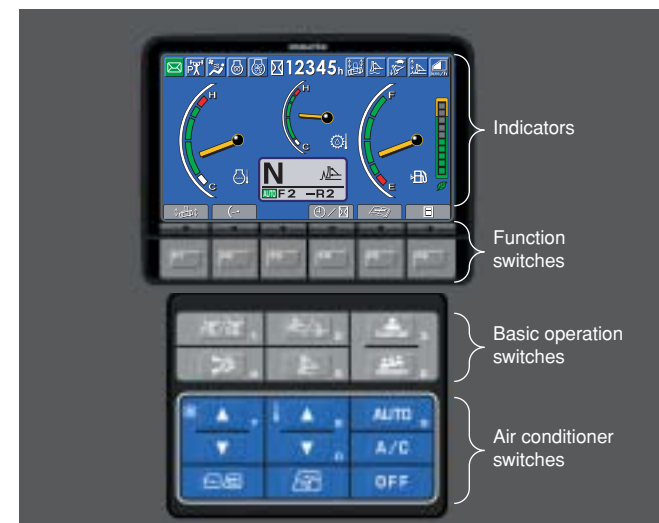 12345h
H
H
F
C
C
E
N
AUTO F2 -R2
Indicators
Function
switches
Basic operation
switches
AUTO
A/C
OFF
Air conditioner
switches